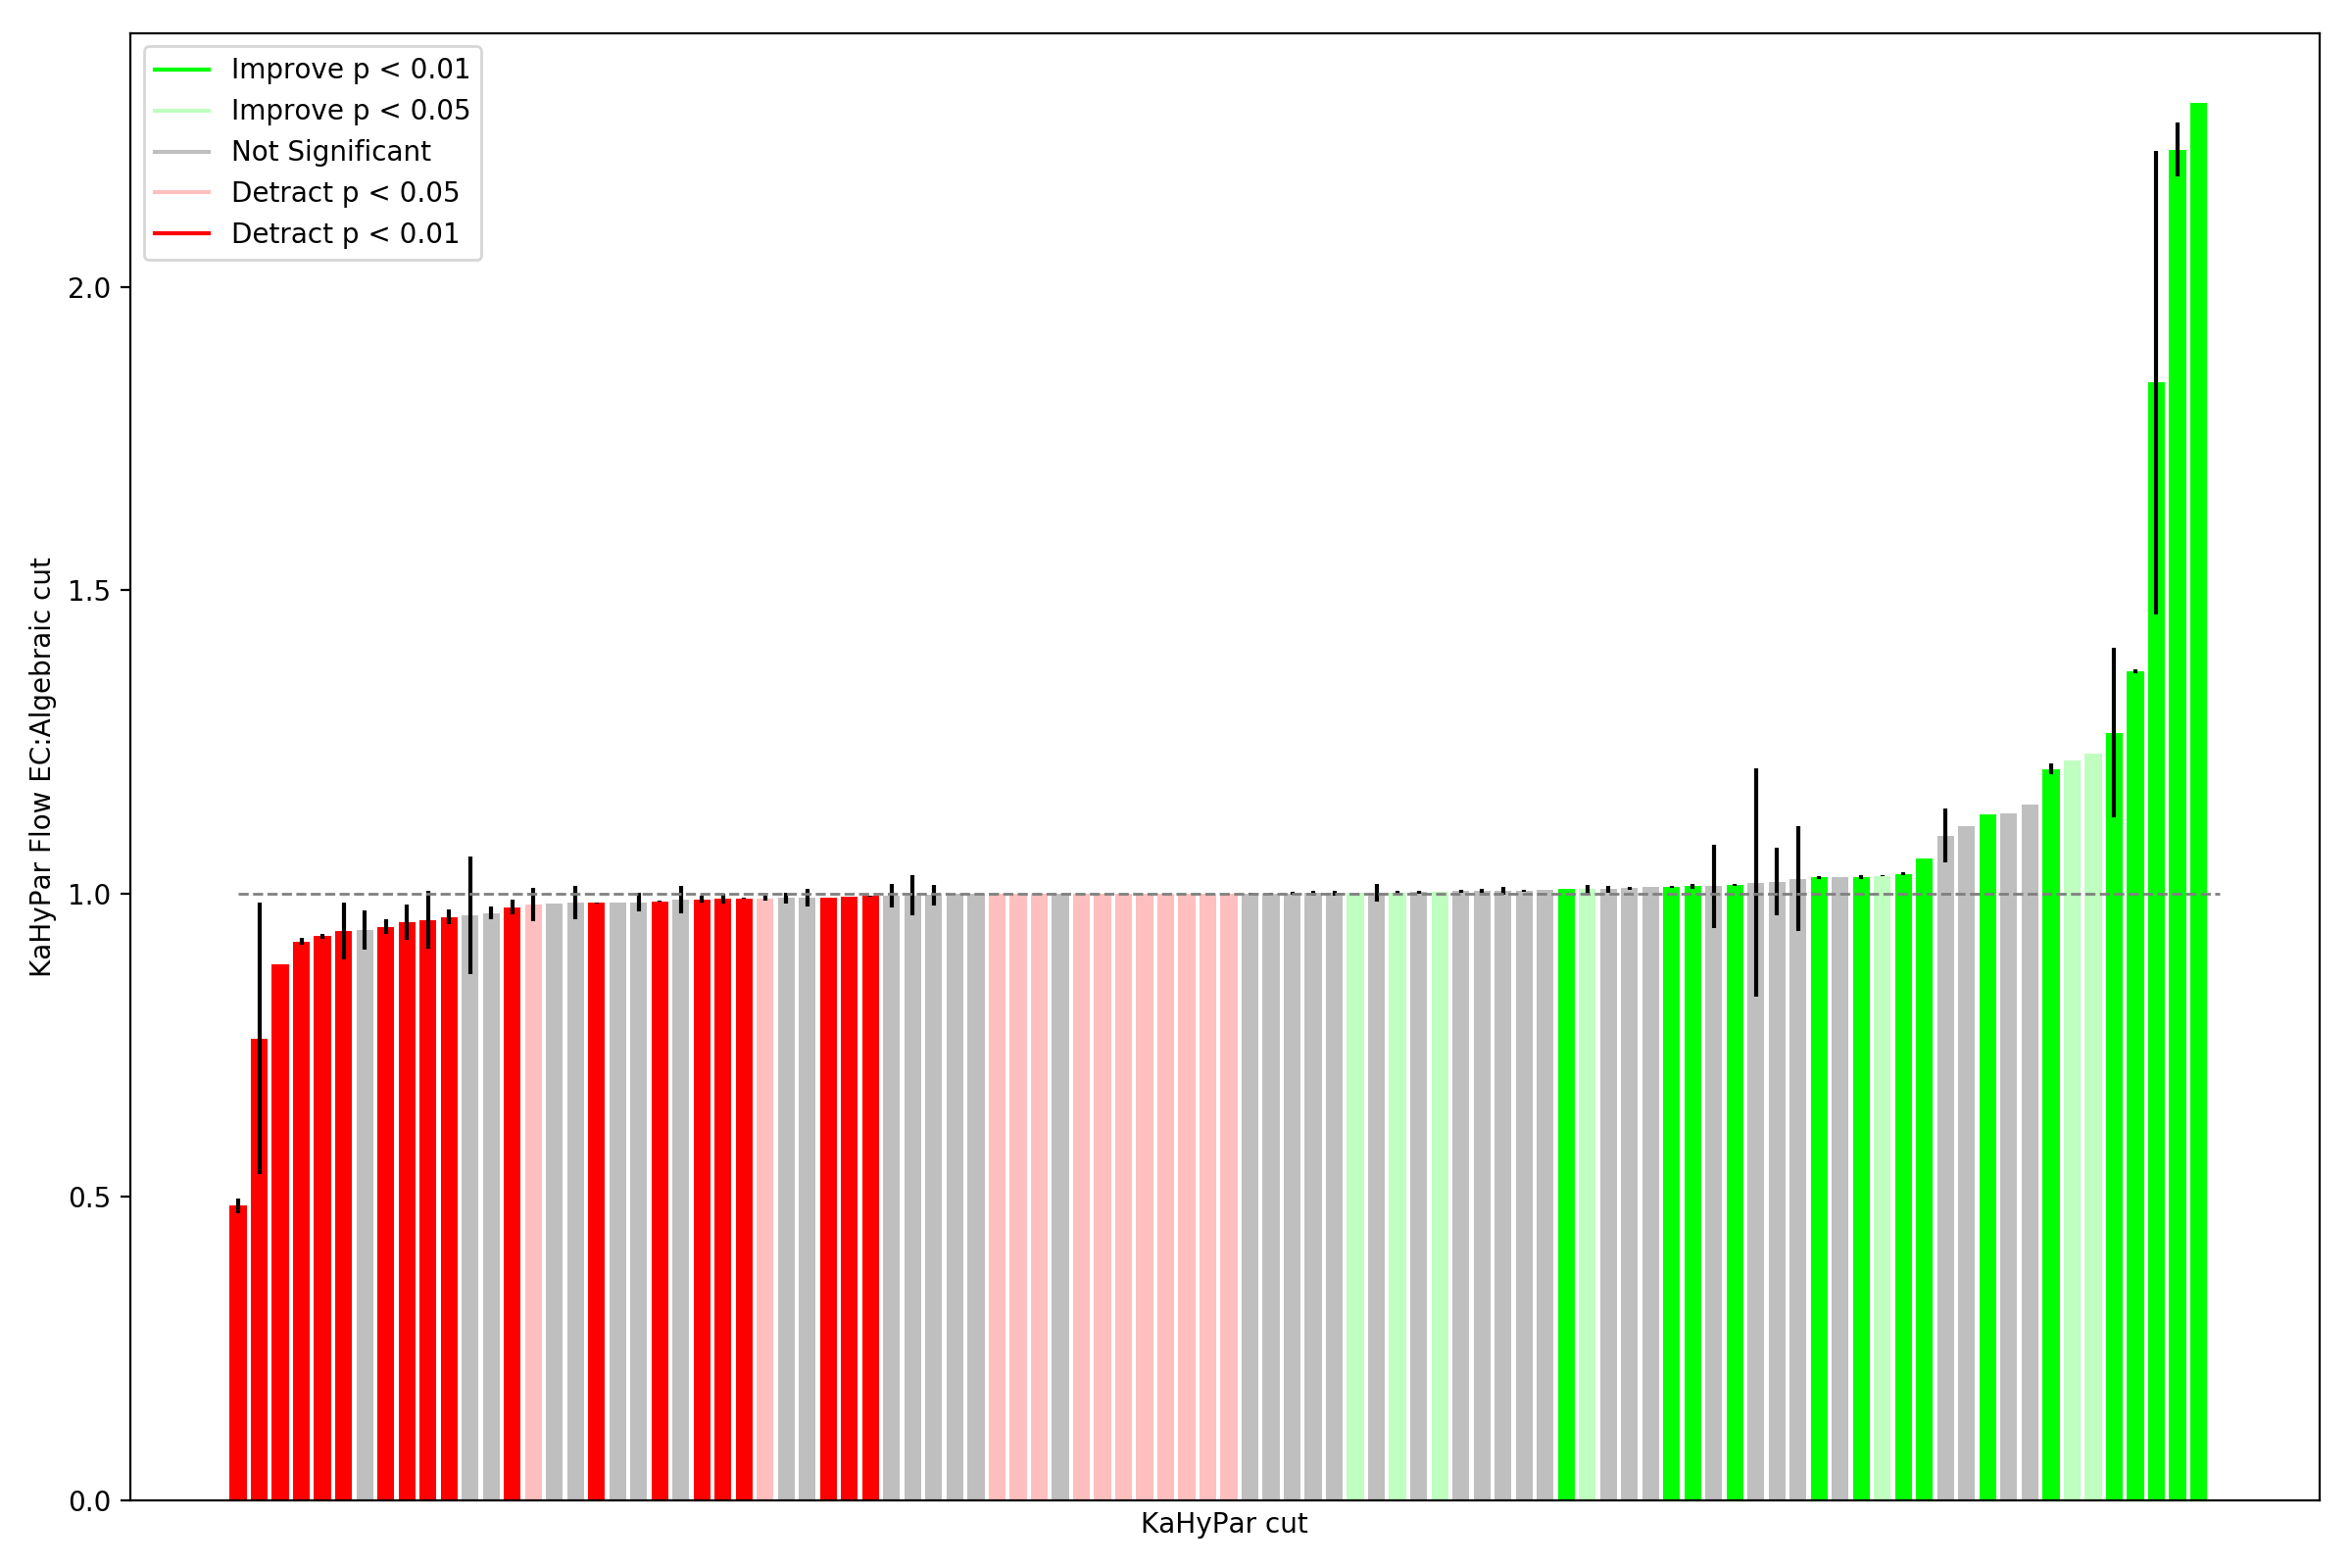 Improve p < 0.01
Improve p < 0.05
Not Significant
Detract p < 0.05
Detract p < 0.01
2.0
1.5
1.0
0.5
0.0
KaHyPar Flow EC:Algebraic cut
KaHyPar cut